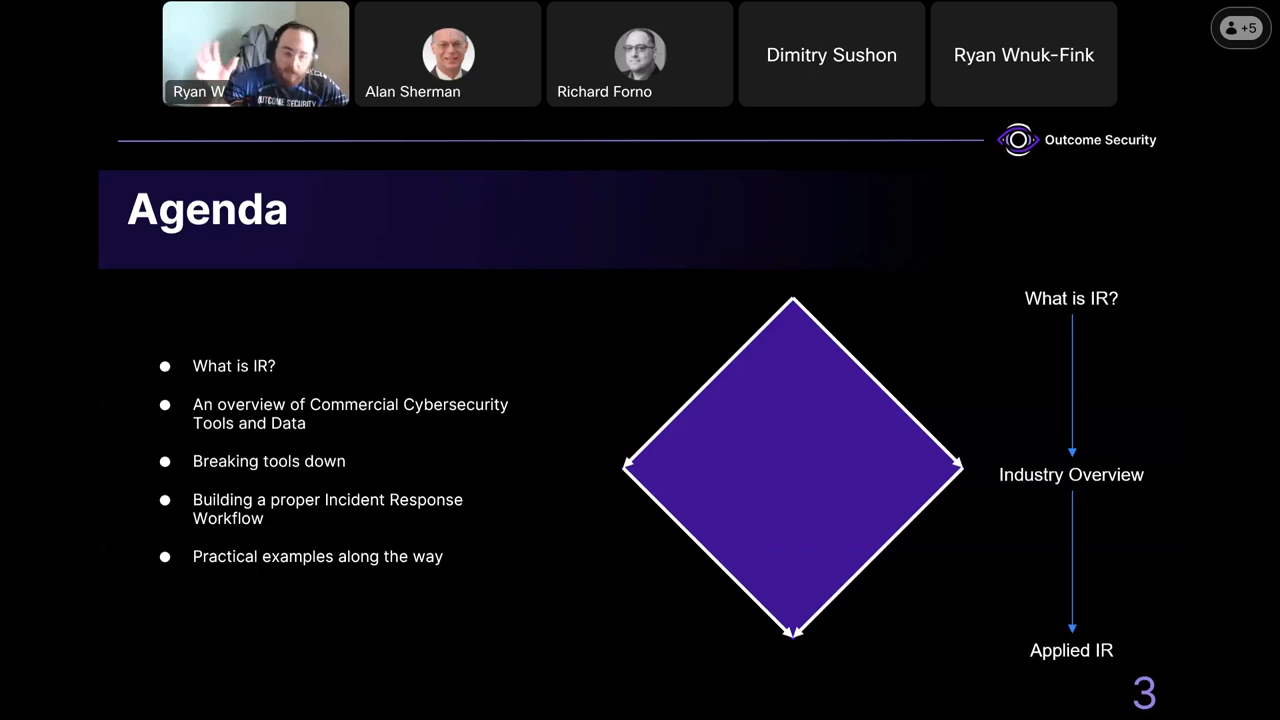 Ryan W
OUTCOME SECURITY
Alan Sherman
Richard Forno
Dimitry Sushon
Ryan Wnuk-Fink
+5
Outcome Security
Agenda
What is IR?
An overview of Commercial Cybersecurity
Tools and Data
Breaking tools down
Building a proper Incident Response
Workflow
Practical examples along the way
What is IR?
Industry Overview
Applied IR
3